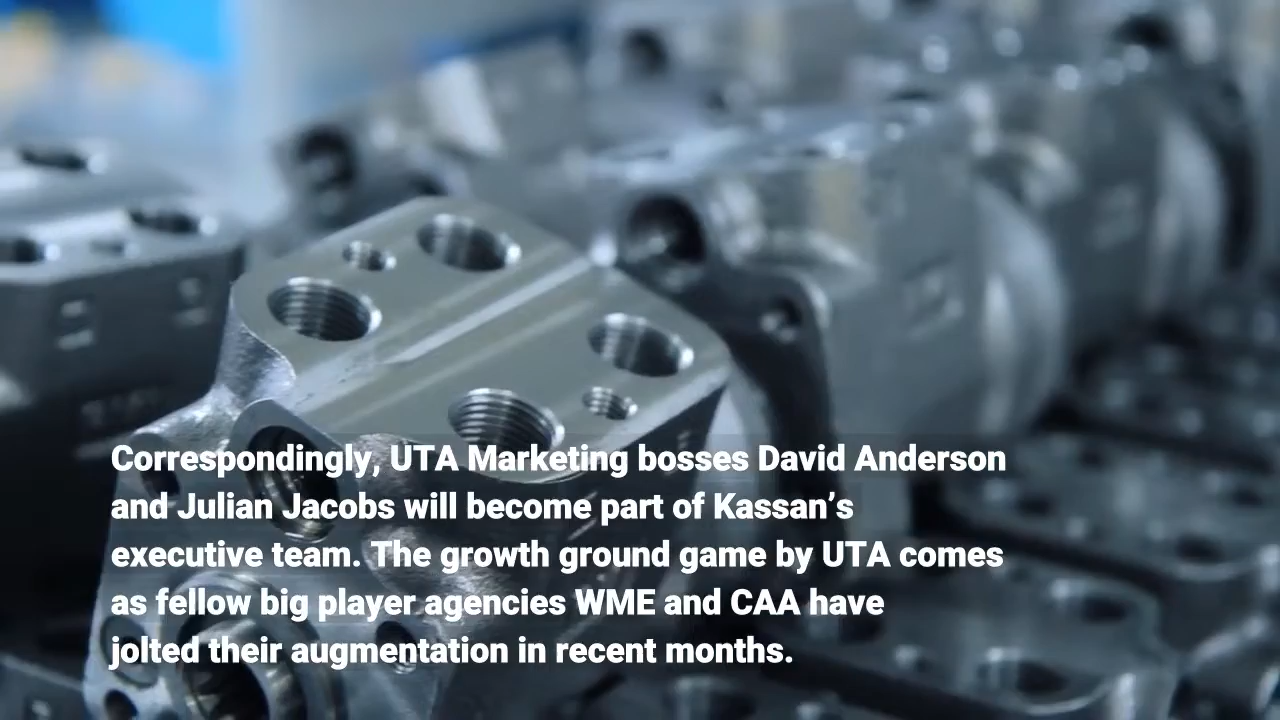 Correspondingly, UTA Marketing bosses David Anderson
and Julian Jacobs will become part of Kassan’s
executive team. The growth ground game by UTA comes
as fellow big player agencies WME and CAA have
jolted their augmentation in recent months.